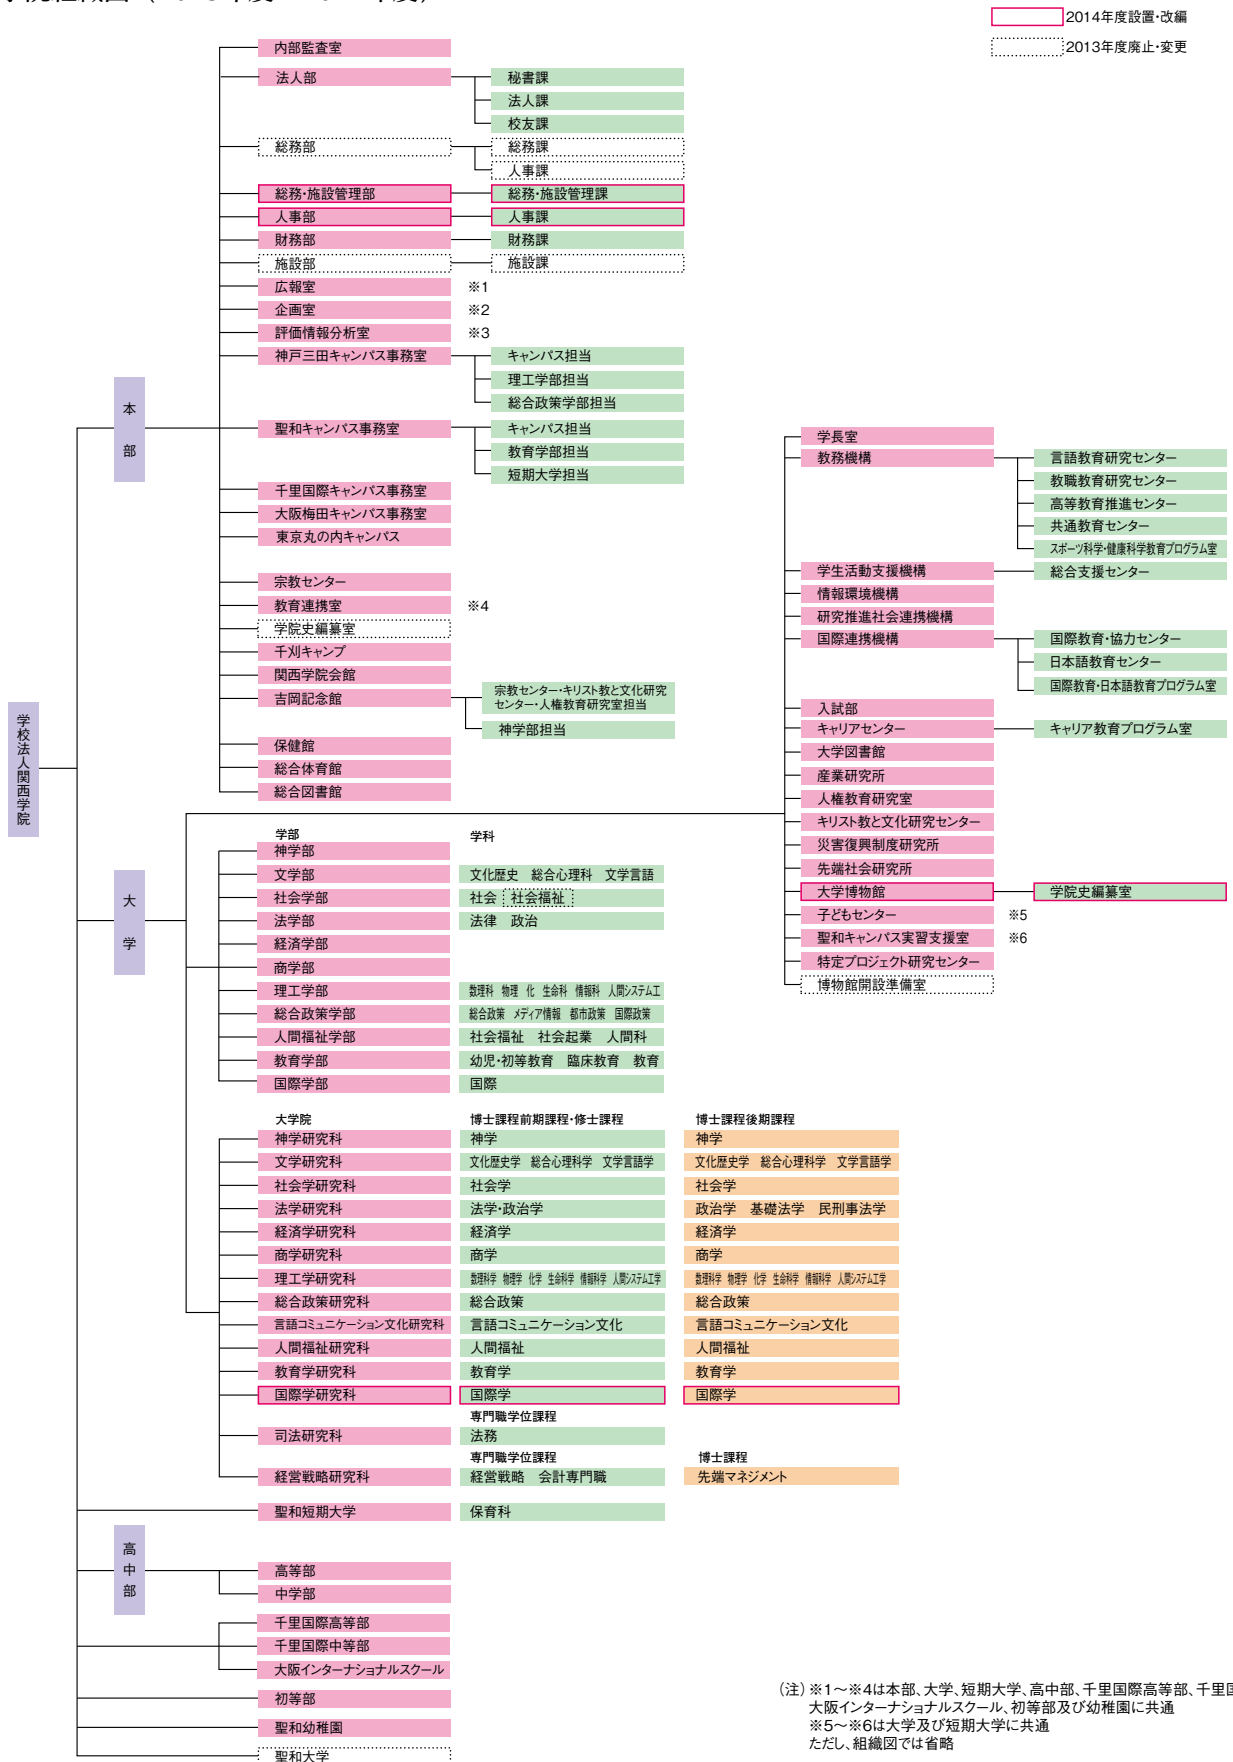 2014年度設置・改編
2013年度廃止・変更
内部監査室
法人部
秘書課
法人課
校友課
総務部
総務課
人事課
総務・施設管理部
総務・施設管理課
人事部
人事課
財務部
財務課
施設部
施設課
広報室 ※1
企画室 ※2
評価情報分析室 ※3
神戸三田キャンパス事務室
キャンパス担当
理工学部担当
総合政策学部担当
本部
聖和キャンパス事務室
キャンパス担当
教育学部担当
短期大学担当
千里国際キャンパス事務室
大阪梅田キャンパス事務室
東京丸の内キャンパス
宗教センター
教育連携室 ※4
学院史編纂室
千刈キャンプ
関西学院会館
吉岡記念館
宗教センター・キリスト教と文化研究
センター・人権教育研究室担当
神学部担当
保健館
総合体育館
総合図書館
学校法人関西学院
学長室
教務機構
言語教育研究センター
教職教育研究センター
高等教育推進センター
共通教育センター
スポーツ科学・健康科学教育プログラム室
学生活動支援機構
総合支援センター
情報環境機構
研究推進社会連携機構
国際連携機構
国際教育・協力センター
日本語教育センター
国際教育・日本語教育プログラム室
入試部
キャリアセンター
キャリア教育プログラム室
大学図書館
産業研究所
人権教育研究室
キリスト教と文化研究センター
災害復興制度研究所
先端社会研究所
大学博物館
学院史編纂室
子どもセンター ※5
聖和キャンパス実習支援室 ※6
特定プロジェクト研究センター
博物館開設準備室
大学
学部 学科
神学部
文学部 文化歴史 総合心理科 文学言語
社会学部 社会 社会福祉
法学部 法律 政治
経済学部
商学部
理工学部 数理科 物理 化 生命科 情報科 人間システム工
総合政策学部 総合政策 メディア情報 都市政策 国際政策
人間福祉学部 社会福祉 社会起業 人間科
教育学部 幼児・初等教育 臨床教育 教育
国際学部 国際
大学院 博士課程前期課程・修士課程 博士課程後期課程
神学研究科 神学 神学
文学研究科 文化歴史学 総合心理科学 文学言語学 文化歴史学 総合心理科学 文学言語学
社会学研究科 社会学 社会学
法学研究科 法学・政治学 政治学 基礎法学 民刑事法学
経済学研究科 経済学 経済学
商学研究科 商学 商学
理工学研究科 数理科学 物理学 化学 生命科学 情報科学 人間システム工学 数理科学 物理学 化学 生命科学 情報科学 人間システム工学
総合政策研究科 総合政策 総合政策
言語コミュニケーション文化研究科 言語コミュニケーション文化 言語コミュニケーション文化
人間福祉研究科 人間福祉 人間福祉
教育学研究科 教育学 教育学
国際学研究科 国際学 国際学
専門職学位課程
司法研究科 法務
専門職学位課程 博士課程
経営戦略研究科 経営戦略 会計専門職 先端マネジメント
聖和短期大学 保育科
高中部
高等部
中学部
千里国際高等部
千里国際中等部
大阪インターナショナルスクール
初等部
聖和幼稚園
聖和大学
(注)※1～※4は本部、大学、短期大学、高中部、千里国際高等部、千里国
大阪インターナショナルスクール、初等部及び幼稚園に共通
※5～※6は大学及び短期大学に共通
ただし、組織図では省略